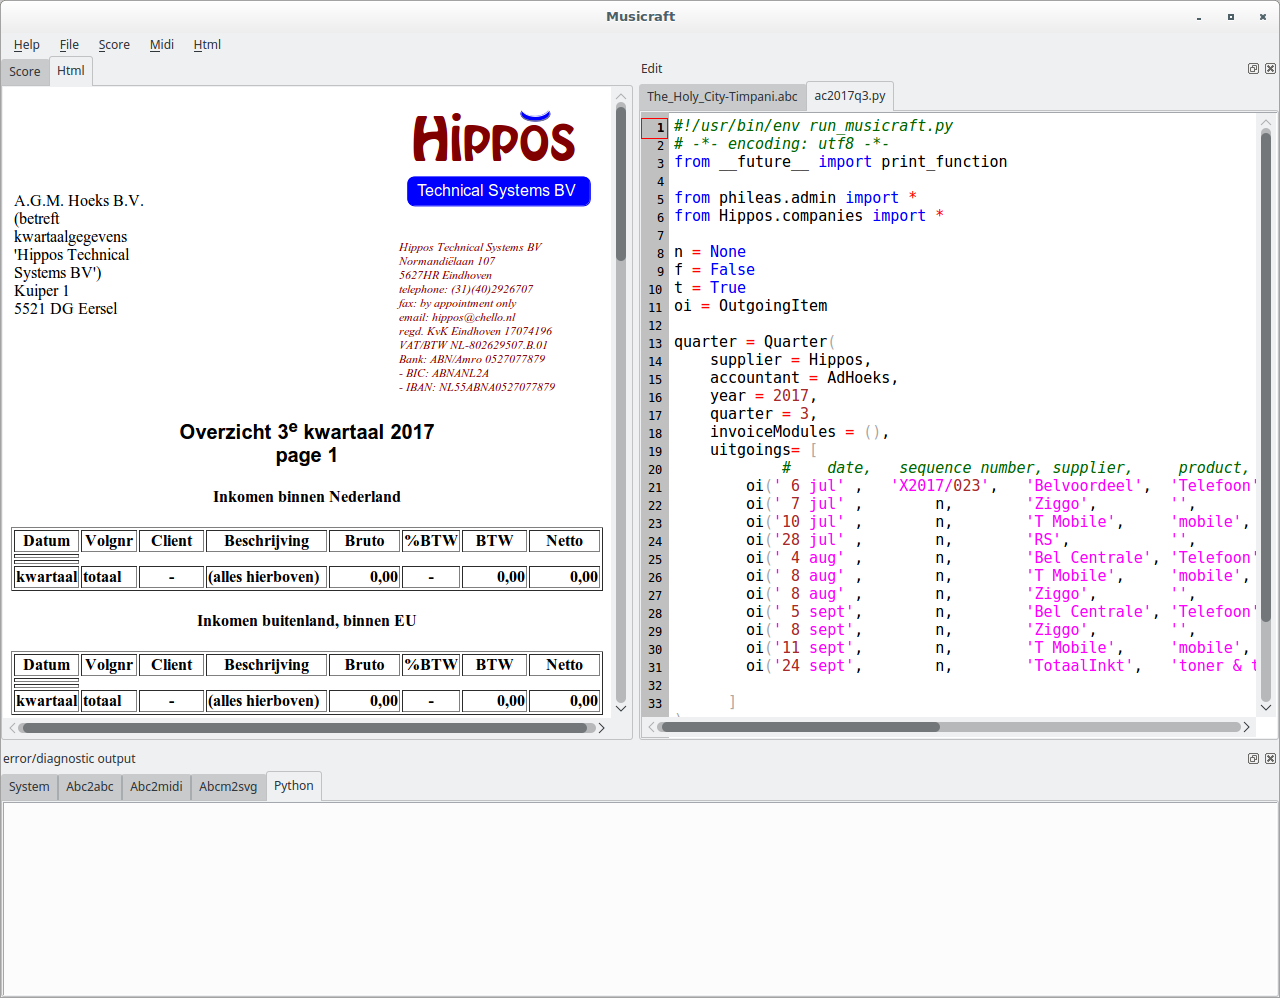 Musicraft
Help File Score Midi Html
Score Html
Hippos
Technical Systems BV
A.G.M. Hoeks B.V.
(betreft
kwartaalgegevens
'Hippos Technical
Systems BV')
Kuiper 1
5521 DG Eersel
Hippos Technical Systems BV
Normandiëlaan 107
5627HR Eindhoven
telephone: (31)(40)2926707
fax: by appointment only
email: hippos@chello.nl
regd. KvK Eindhoven 17074196
VAT/BTW NL-802629507.B.01
Bank: ABN/Amro 0527077879
- BIC: ABNANL2A
- IBAN: NL55ABNA0527077879
Overzicht 3e kwartaal 2017
page 1
Inkomen binnen Nederland
Datum Volgnr Client Beschrijving Bruto %BTW BTW Netto
kwartaal totaal - (alles hierboven) 0,00 - 0,00 0,00
Inkomen buitenland, binnen EU
Datum Volgnr Client Beschrijving Bruto %BTW BTW Netto
kwartaal totaal - (alles hierboven) 0,00 - 0,00 0,00
Edit
The_Holy_City-Timpani.abc ac2017q3.py
1 #!/usr/bin/env run_musicraft.py
2 # -*- encoding: utf8 -*-
3 from __future__ import print_function
4
5 from phileas.admin import *
6 from Hippos.companies import *
7
8 n = None
9 f = False
10 t = True
11 oi = OutgoingItem
12
13 quarter = Quarter(
14 supplier = Hippos,
15 accountant = AdHoeks,
16 year = 2017,
17 quarter = 3,
18 invoiceModules = (),
19 uitgoings= [
20 # date, sequence number, supplier, product,
21 oi(' 6 jul' , 'X2017/023', 'Belvoordeel', 'Telefoon'
22 oi(' 7 jul' , n, 'Ziggo', '',
23 oi('10 jul' , n, 'T Mobile', 'mobile',
24 oi('28 jul' , n, 'RS', '',
25 oi(' 4 aug' , n, 'Bel Centrale', 'Telefoon'
26 oi(' 8 aug' , n, 'T Mobile', 'mobile',
27 oi(' 8 aug' , n, 'Ziggo', '',
28 oi(' 5 sept', n, 'Bel Centrale', 'Telefoon'
29 oi(' 8 sept', n, 'Ziggo', '',
30 oi('11 sept', n, 'T Mobile', 'mobile',
31 oi('24 sept', n, 'TotaalInkt', 'toner & t
32
33 ]
error/diagnostic output
System Abc2abc Abc2midi Abcm2svg Python